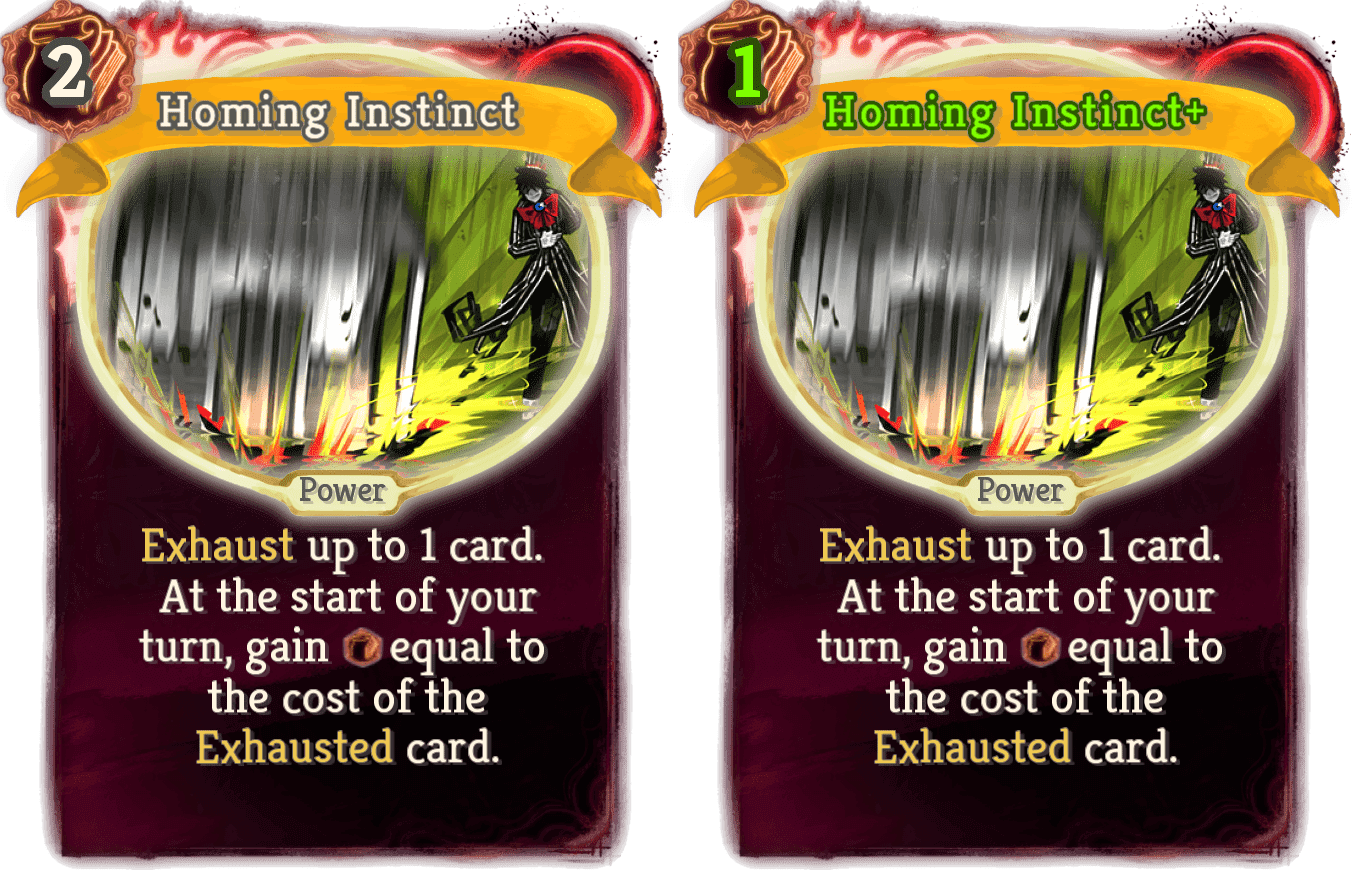 2
Homing Instinct
Power
Exhaust up to 1 card.
At the start of your
turn, gain equal to
the cost of the
Exhausted card.
1
Homing Instinct+
Power
Exhaust up to 1 card.
At the start of your
turn, gain equal to
the cost of the
Exhausted card.